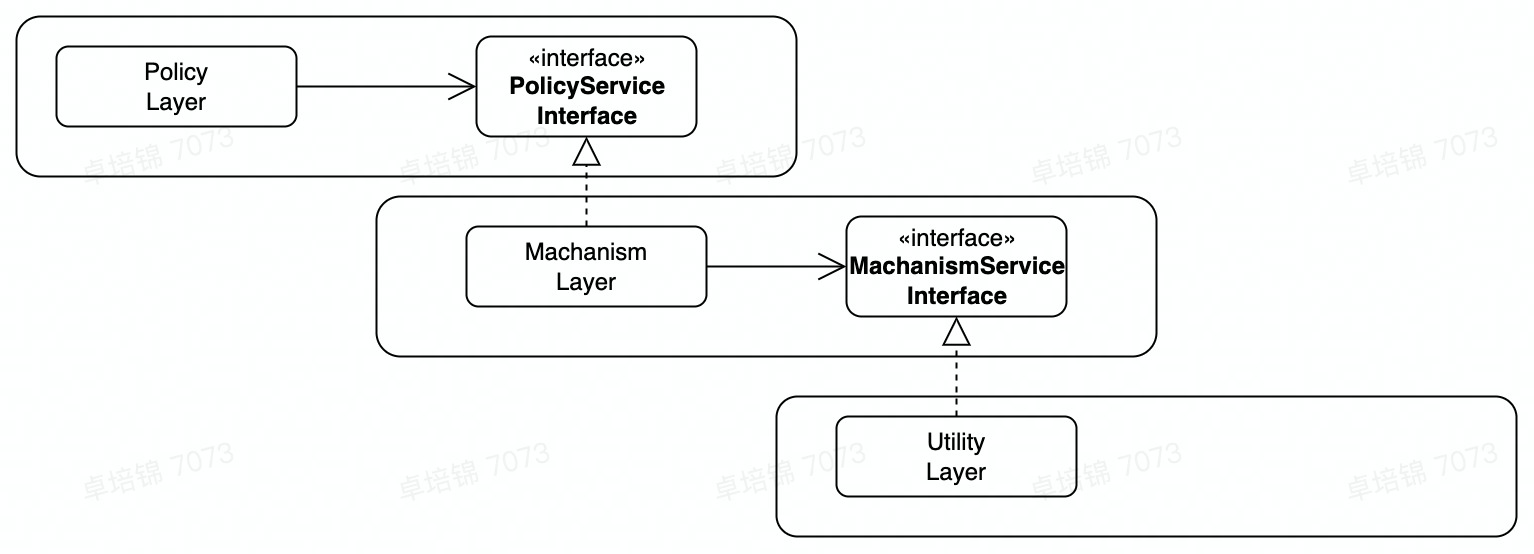 Policy
Layer
«interface»
PolicyService
Interface
卓培锦 7073
卓培锦 7073
卓培锦 7073
卓培锦 7073
卓培锦 7073
Machanism
Layer
«interface»
MachanismService
Interface
Utility
Layer
卓培锦 7073
卓培锦 7073
卓培锦 7073
卓培锦 7073
卓培锦 7073